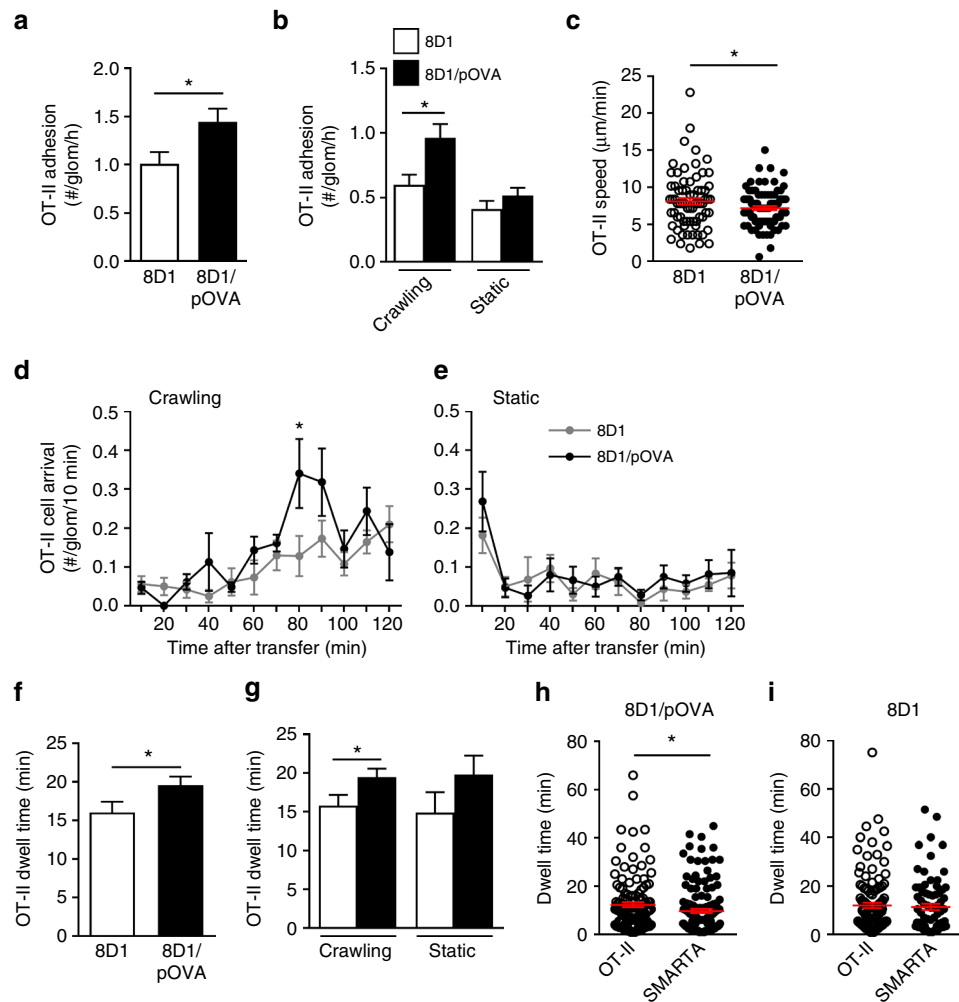 a
2.0
1.5
1.0
0.5
0.0
OT-II adhesion
(#/glom/h)
*
8D1
8D1/
pOVA
b
8D1
8D1/pOVA
1.5
1.0
0.5
0.0
OT-II adhesion
(#/glom/h)
*
Crawling
Static
c
25
20
15
10
5
0
OT-II speed (μm/min)
*
8D1
8D1/
pOVA
d
Crawling
0.5
0.4
0.3
0.2
0.1
0.0
OT-II cell arrival
(#/glom/10 min)
*
20 40 60 80 100 120
Time after transfer (min)
e
Static
8D1
8D1/pOVA
0.5
0.4
0.3
0.2
0.1
0.0
20 40 60 80 100 120
Time after transfer (min)
f
25
20
15
10
5
0
OT-II dwell time (min)
*
8D1
8D1/
pOVA
g
25
20
15
10
5
0
OT-II dwell time (min)
*
Crawling
Static
h
8D1/pOVA
80
60
40
20
0
Dwell time (min)
*
OT-II
SMARTA
i
8D1
80
60
40
20
0
Dwell time (min)
OT-II
SMARTA